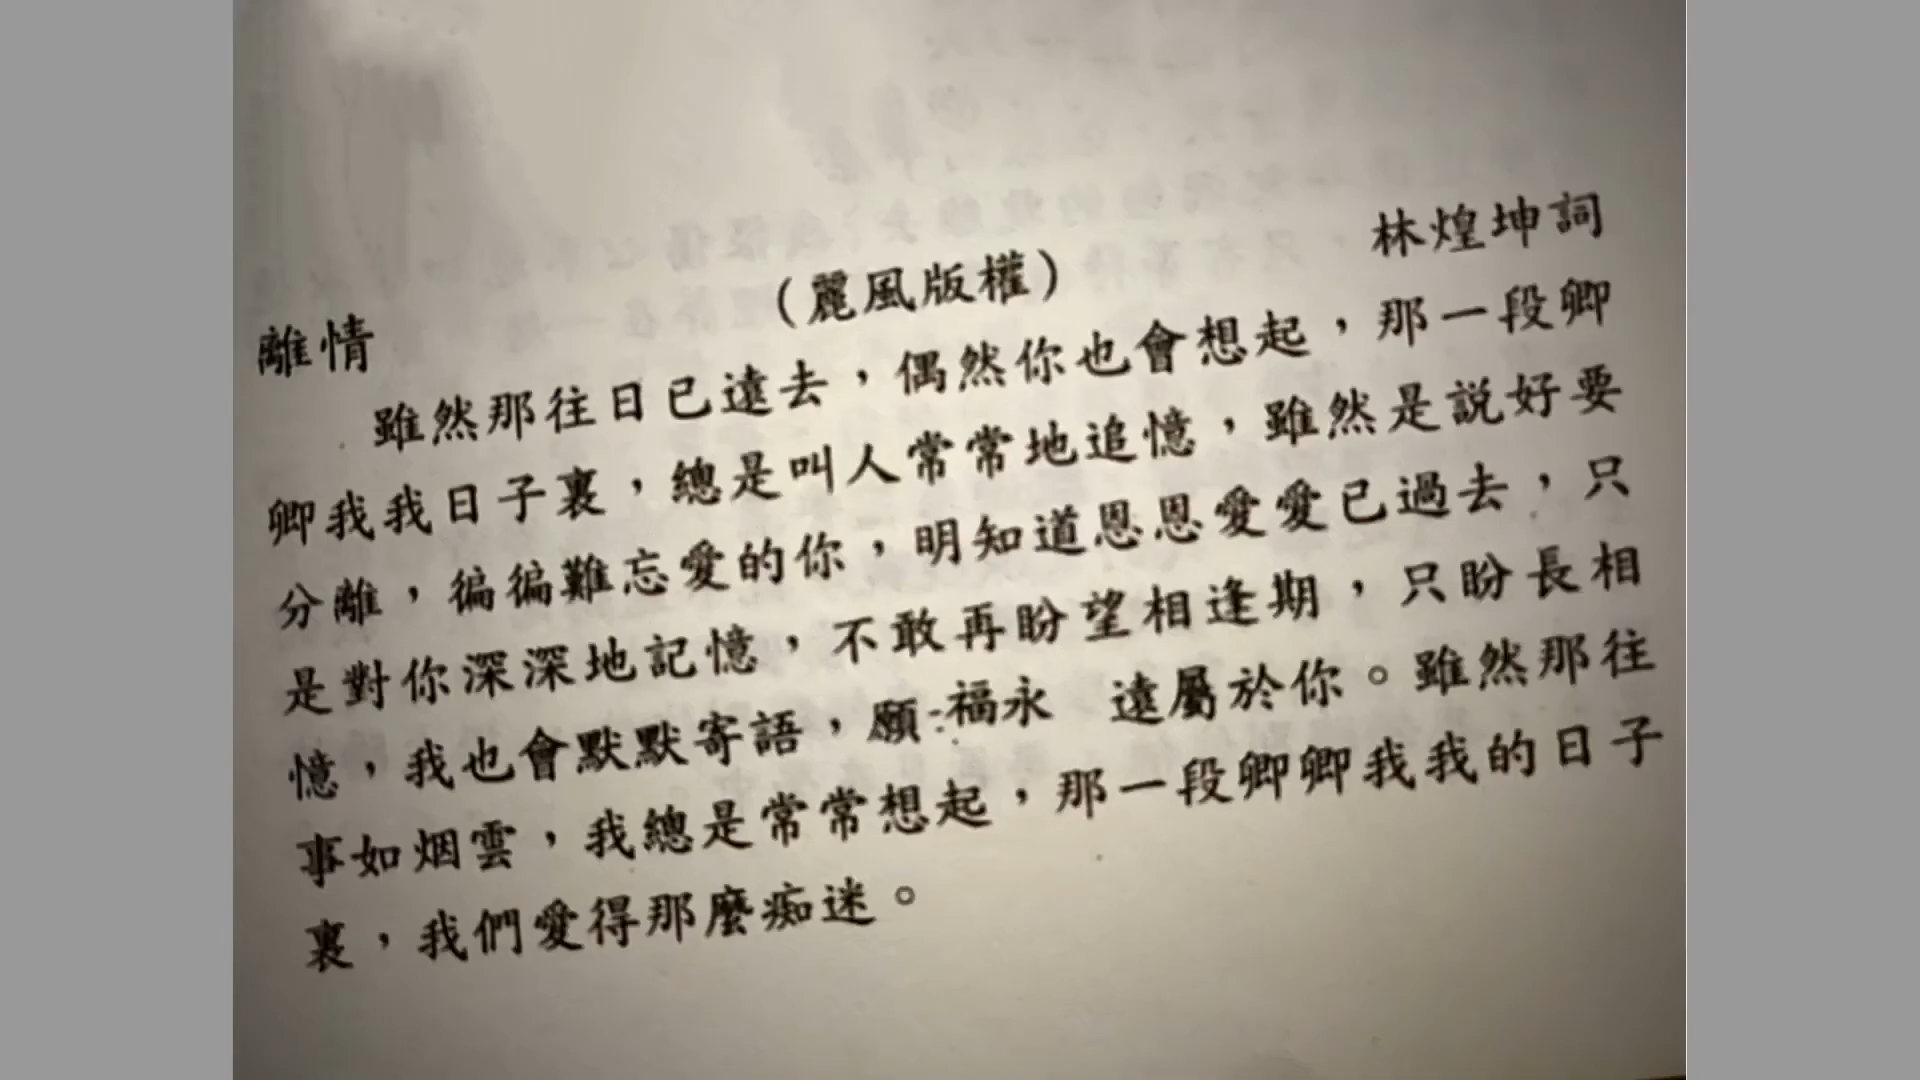 林煌坤詞
離情 （麗風版權）
雖然那往日已遠去，偶然你也會想起，那一段卿
卿我我日子裏，總是叫人常常地追憶，雖然是説好要
分離，徧徧難忘愛的你，明知道恩恩愛愛已過去，只
是對你深深地記憶，不敢再盼望相逢期，只盼長相
憶，我也會默默寄語，願福永 遠屬於你。雖然那往
事如烟雲，我總是常常想起，那一段卿卿我我的日子
裏，我們愛得那麼痴迷。